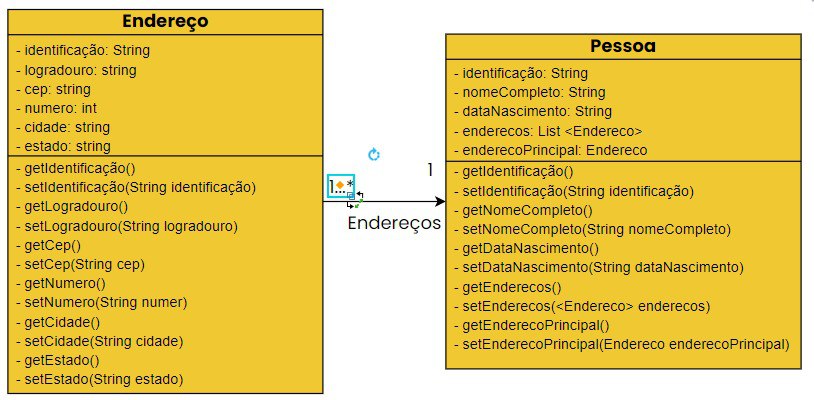 Endereço
- identificação: String
- logradouro: string
- cep: string
- numero: int
- cidade: string
- estado: string
- getIdentificação()
- setIdentificação(String identificação)
- getLogradouro()
- setLogradouro(String logradouro)
- getCep()
- setCep(String cep)
- getNumero()
- setNumero(String numer)
- getCidade()
- setCidade(String cidade)
- getEstado()
- setEstado(String estado)
1...*
1
Endereços
Pessoa
- identificação: String
- nomeCompleto: String
- dataNascimento: String
- enderecos: List <Endereco>
- enderecoPrincipal: Endereco
- getIdentificação()
- setIdentificação(String identificação)
- getNomeCompleto()
- setNomeCompleto(String nomeCompleto)
- getDataNascimento()
- setDataNascimento(String dataNascimento)
- getEnderecos()
- setEnderecos(<Endereco> enderecos)
- getEnderecoPrincipal()
- setEnderecoPrincipal(Endereco enderecoPrincipal)